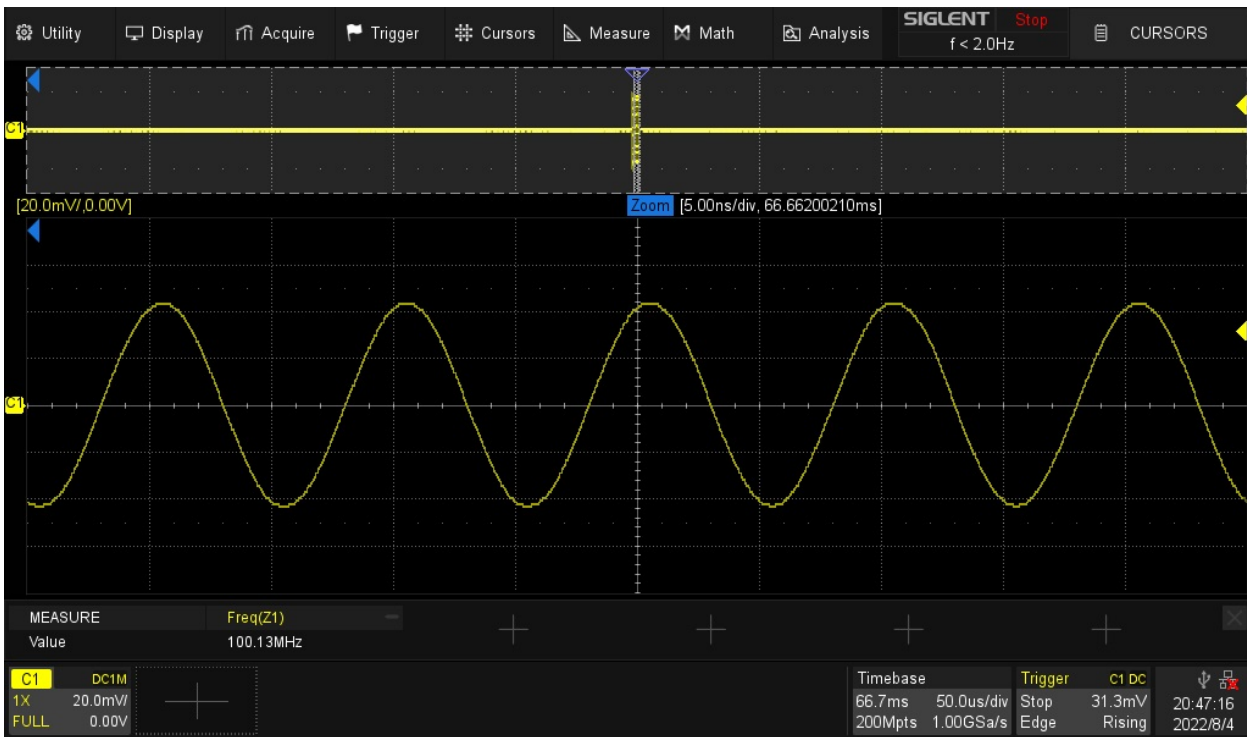 Utility Display Acquire Trigger Cursors Measure Math Analysis SIGLENT Stop CURSORS
f < 2.0Hz
C1
[20.0mV/,0.00V] Zoom [5.00ns/div, 66.66200210ms]
C1
MEASURE Freq(Z1)
Value 100.13MHz
C1 DC1M Timebase Trigger C1 DC
1X 20.0mV/ 66.7ms 50.0us/div Stop 31.3mV 20:47:16
FULL 0.00V 200Mpts 1.00GSa/s Edge Rising 2022/8/4